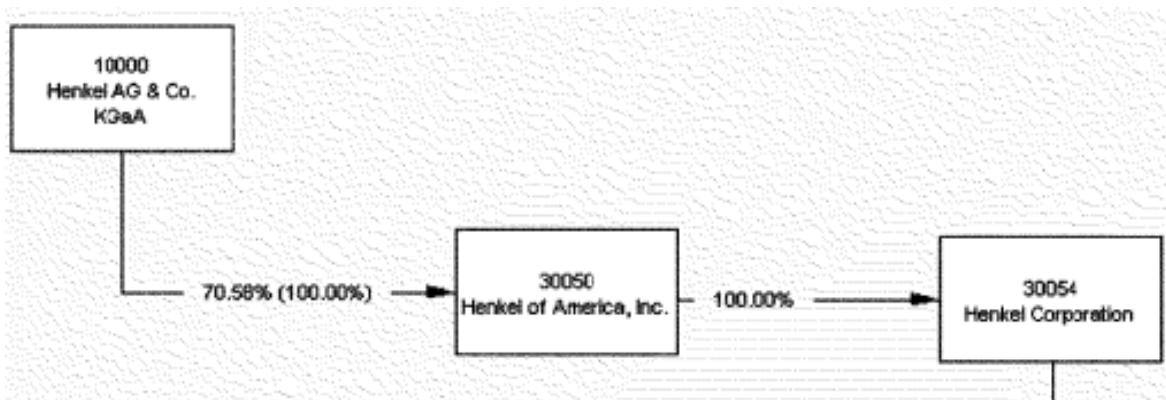 10000
Henkel AG & Co.
KGaA
70.58% (100.00%)
30050
Henkel of America, Inc.
100.00%
30054
Henkel Corporation